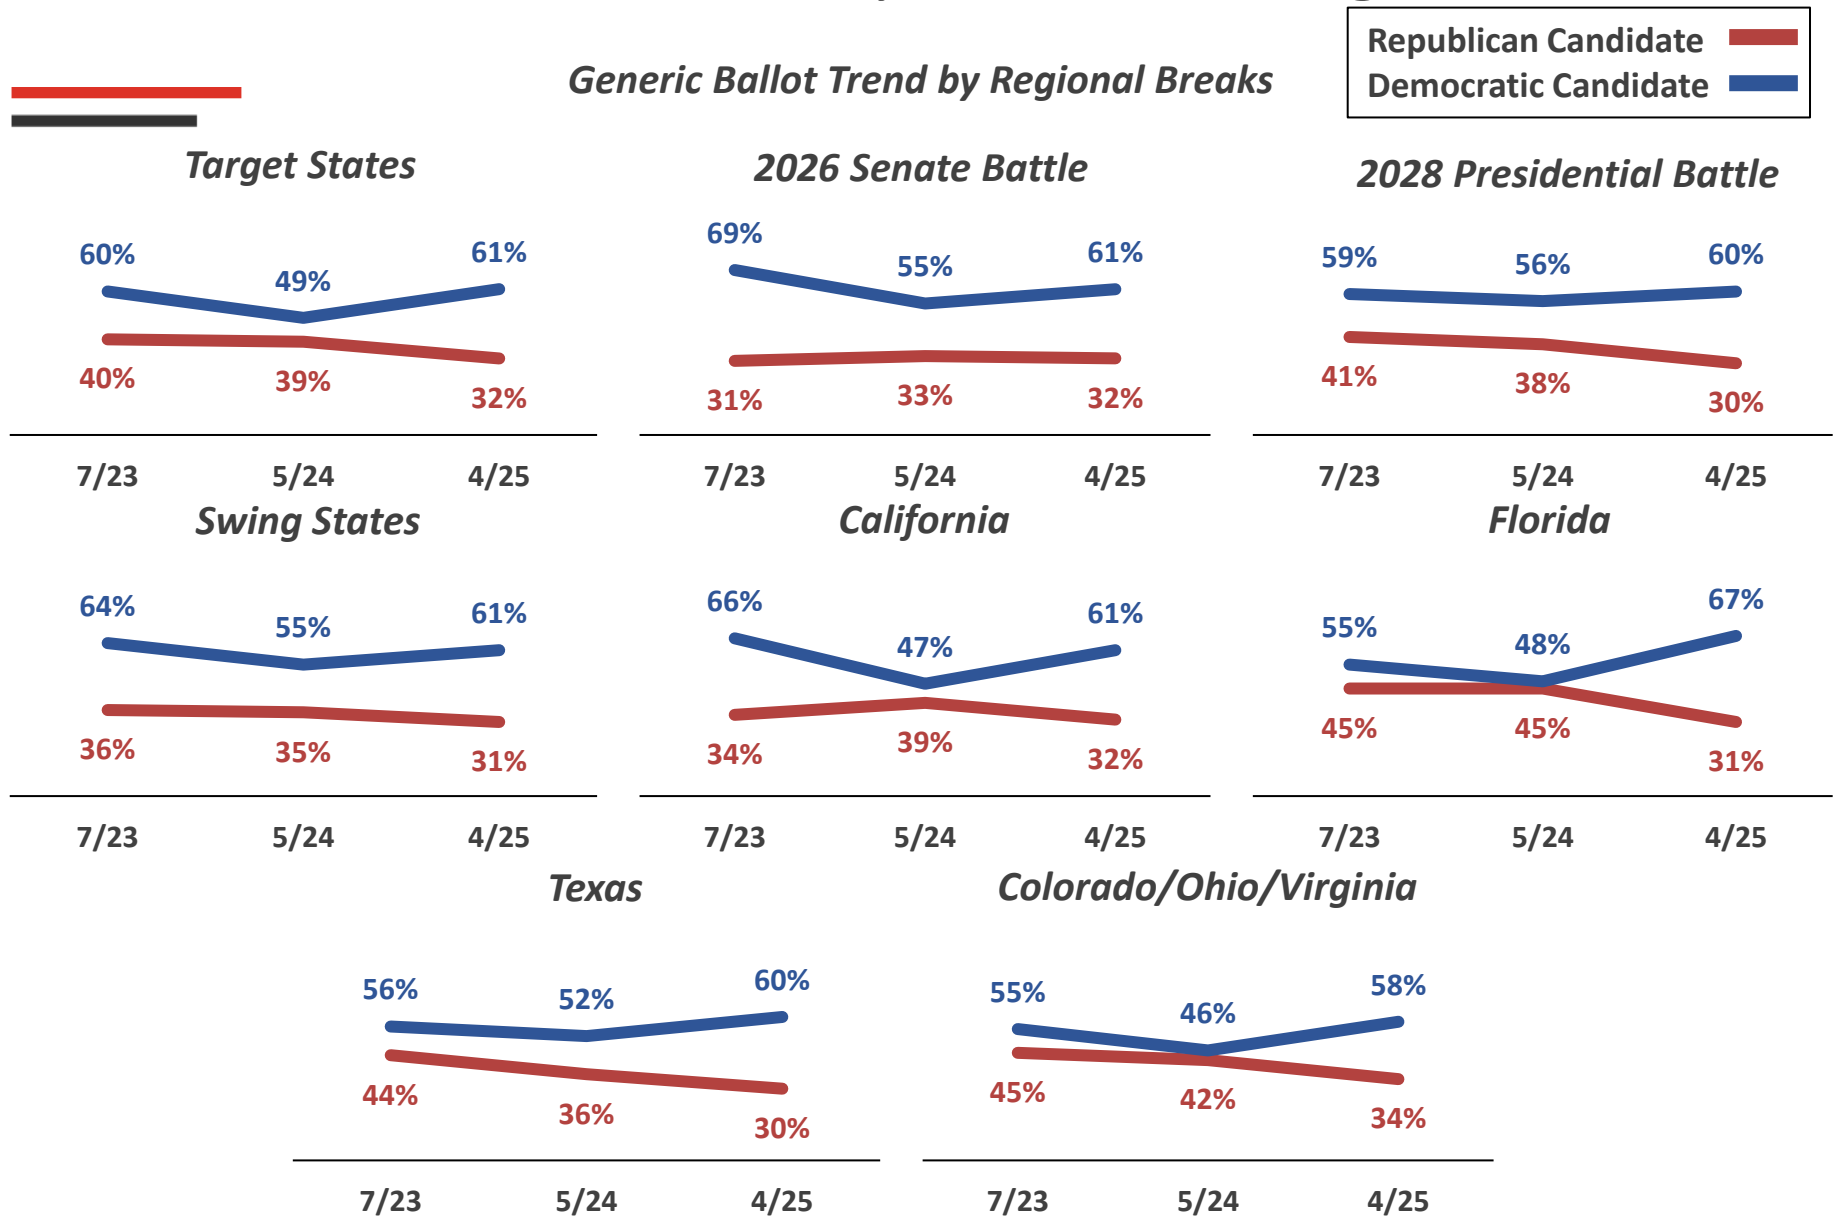 Generic Ballot Trend by Regional Breaks
Republican Candidate
Democratic Candidate
Target States
60%
49%
61%
40%
39%
32%
7/23 5/24 4/25
2026 Senate Battle
69%
55%
61%
31%
33%
32%
7/23 5/24 4/25
2028 Presidential Battle
59%
56%
60%
41%
38%
30%
7/23 5/24 4/25
Swing States
64%
55%
61%
36%
35%
31%
7/23 5/24 4/25
California
66%
47%
61%
34%
39%
32%
7/23 5/24 4/25
Florida
55%
48%
67%
45%
45%
31%
7/23 5/24 4/25
Texas
56%
52%
60%
44%
36%
30%
7/23 5/24 4/25
Colorado/Ohio/Virginia
55%
46%
58%
45%
42%
34%
7/23 5/24 4/25